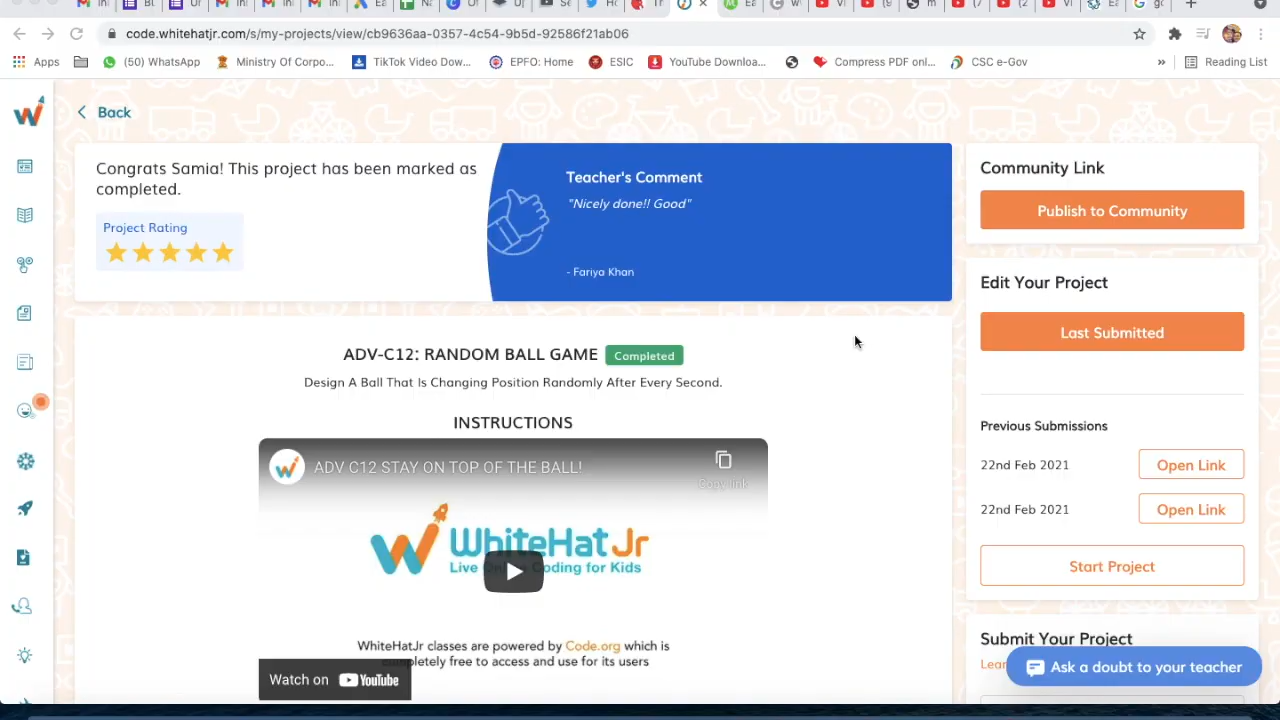 code.whitehatjr.com/s/my-projects/view/cb9636aa-0357-4c54-9b5d-92586f21ab06
Apps
(50) WhatsApp
Ministry Of Corpo...
TikTok Video Dow...
EPFO: Home
ESIC
YouTube Downloa...
Compress PDF onl...
CSC e-Gov
»
Reading List
Back
Congrats Samia! This project has been marked as
completed.
Project Rating
Teacher's Comment
"Nicely done!! Good"
- Fariya Khan
Community Link
Publish to Community
Edit Your Project
Last Submitted
Previous Submissions
22nd Feb 2021 Open Link
22nd Feb 2021 Open Link
Start Project
Submit Your Project
Ask a doubt to your teacher
ADV-C12: RANDOM BALL GAME Completed
Design A Ball That Is Changing Position Randomly After Every Second.
INSTRUCTIONS
ADV C12 STAY ON TOP OF THE BALL!
Copy link
WhiteHat Jr
Live Online Coding for Kids
WhiteHatJr classes are powered by Code.org which is
completely free to access and use for its users
Watch on YouTube